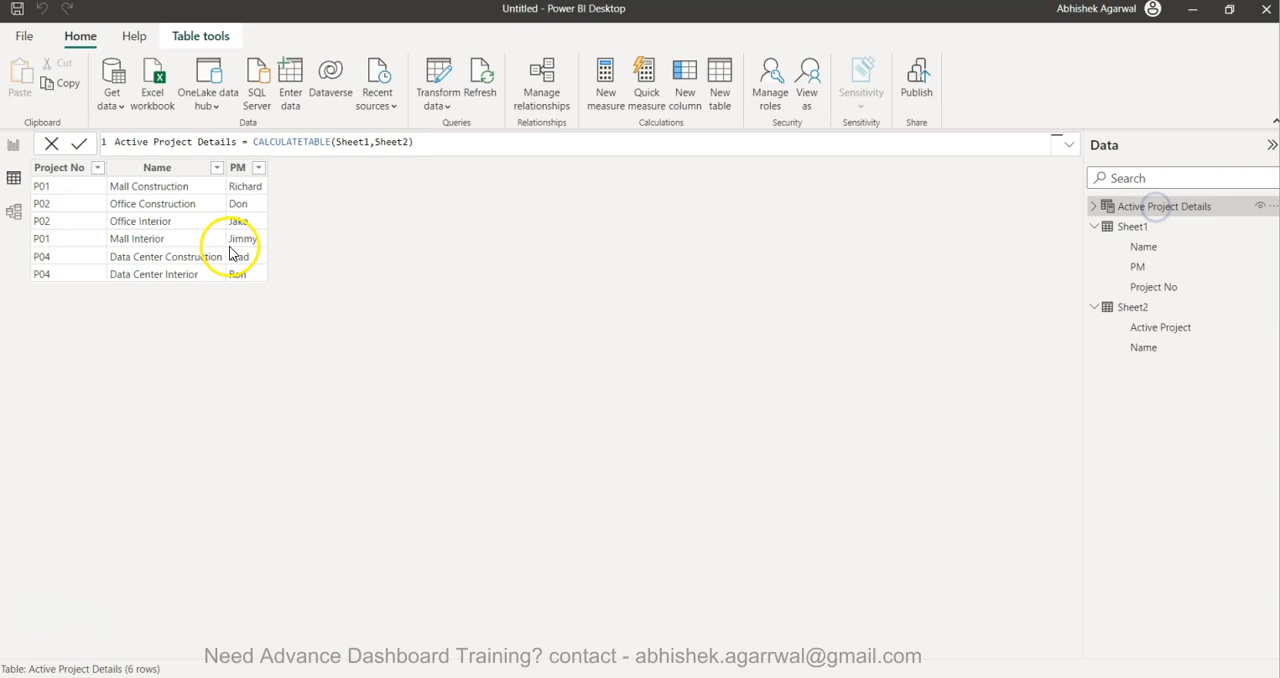 Untitled - Power BI Desktop
Abhishek Agarwal
File Home Help Table tools
Paste
Cut
Copy
Clipboard
Get data
Excel workbook
OneLake data hub
SQL Server
Enter data
Dataverse
Recent sources
Data
Transform data
Refresh
Queries
Manage relationships
Relationships
New measure
Quick measure
New column
New table
Calculations
Manage roles
View as
Security
Sensitivity
Sensitivity
Publish
Share
1 Active Project Details = CALCULATETABLE(Sheet1,Sheet2)
Project No Name PM
P01 Mall Construction Richard
P02 Office Construction Don
P02 Office Interior Jake
P01 Mall Interior Jimmy
P04 Data Center Construction
P04 Data Center Interior Ron
Data
Search
Active Project Details
Sheet1
Name
PM
Project No
Sheet2
Active Project
Name
Need Advance Dashboard Training? contact - abhishek.agarrwal@gmail.com
Table: Active Project Details (6 rows)